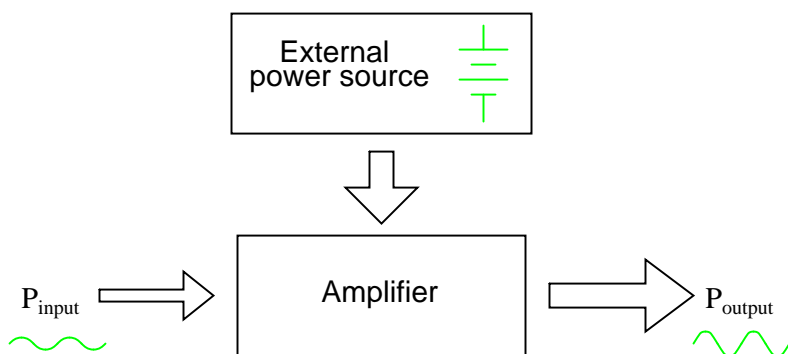 External
power source
P_input
Amplifier
P_output